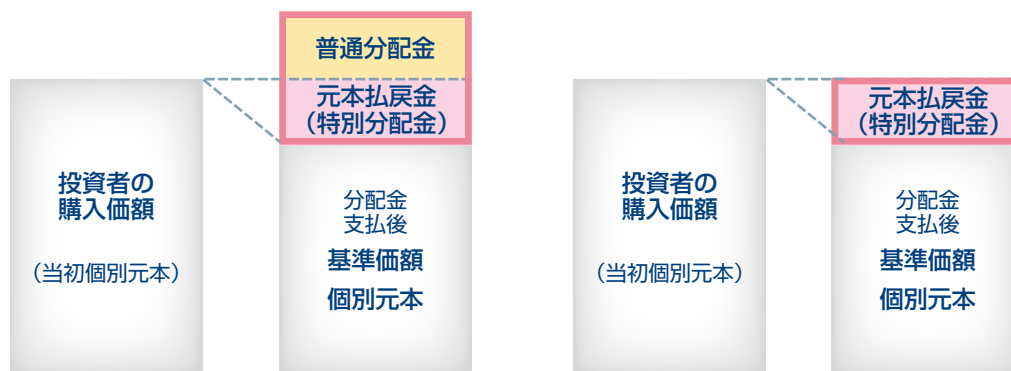 投資者の
購入価額
（当初個別元本）
普通分配金
元本払戻金
（特別分配金）
分配金
支払後
基準価額
個別元本
投資者の
購入価額
（当初個別元本）
元本払戻金
（特別分配金）
分配金
支払後
基準価額
個別元本